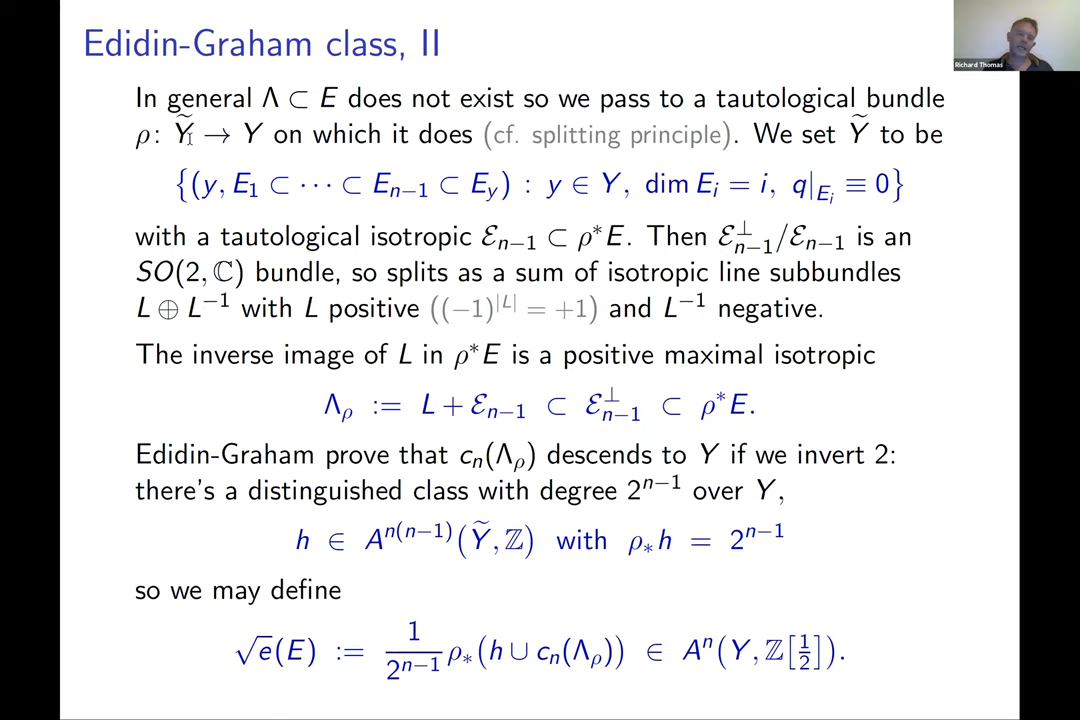 Edidin-Graham class, II
Richard Thomas
In general Λ ⊂ E does not exist so we pass to a tautological bundle
ρ: Ỹ → Y on which it does (cf. splitting principle). We set Ỹ to be
{(y, E₁ ⊂ ⋯ ⊂ Eₙ₋₁ ⊂ E_y) : y ∈ Y, dim Eᵢ = i, q|_{Eᵢ} ≡ 0}
with a tautological isotropic ℰₙ₋₁ ⊂ ρ*E. Then ℰ⊥ₙ₋₁/ℰₙ₋₁ is an
SO(2, ℂ) bundle, so splits as a sum of isotropic line subbundles
L ⊕ L⁻¹ with L positive ((−1)^{|L|} = +1) and L⁻¹ negative.
The inverse image of L in ρ*E is a positive maximal isotropic
Λ_ρ := L + ℰₙ₋₁ ⊂ ℰ⊥ₙ₋₁ ⊂ ρ*E.
Edidin-Graham prove that cₙ(Λ_ρ) descends to Y if we invert 2:
there's a distinguished class with degree 2ⁿ⁻¹ over Y,
h ∈ A^{n(n−1)}(Ỹ, ℤ) with ρ_* h = 2ⁿ⁻¹
so we may define
√e(E) := 1/2ⁿ⁻¹ ρ_*(h ∪ cₙ(Λ_ρ)) ∈ Aⁿ(Y, ℤ[1/2]).